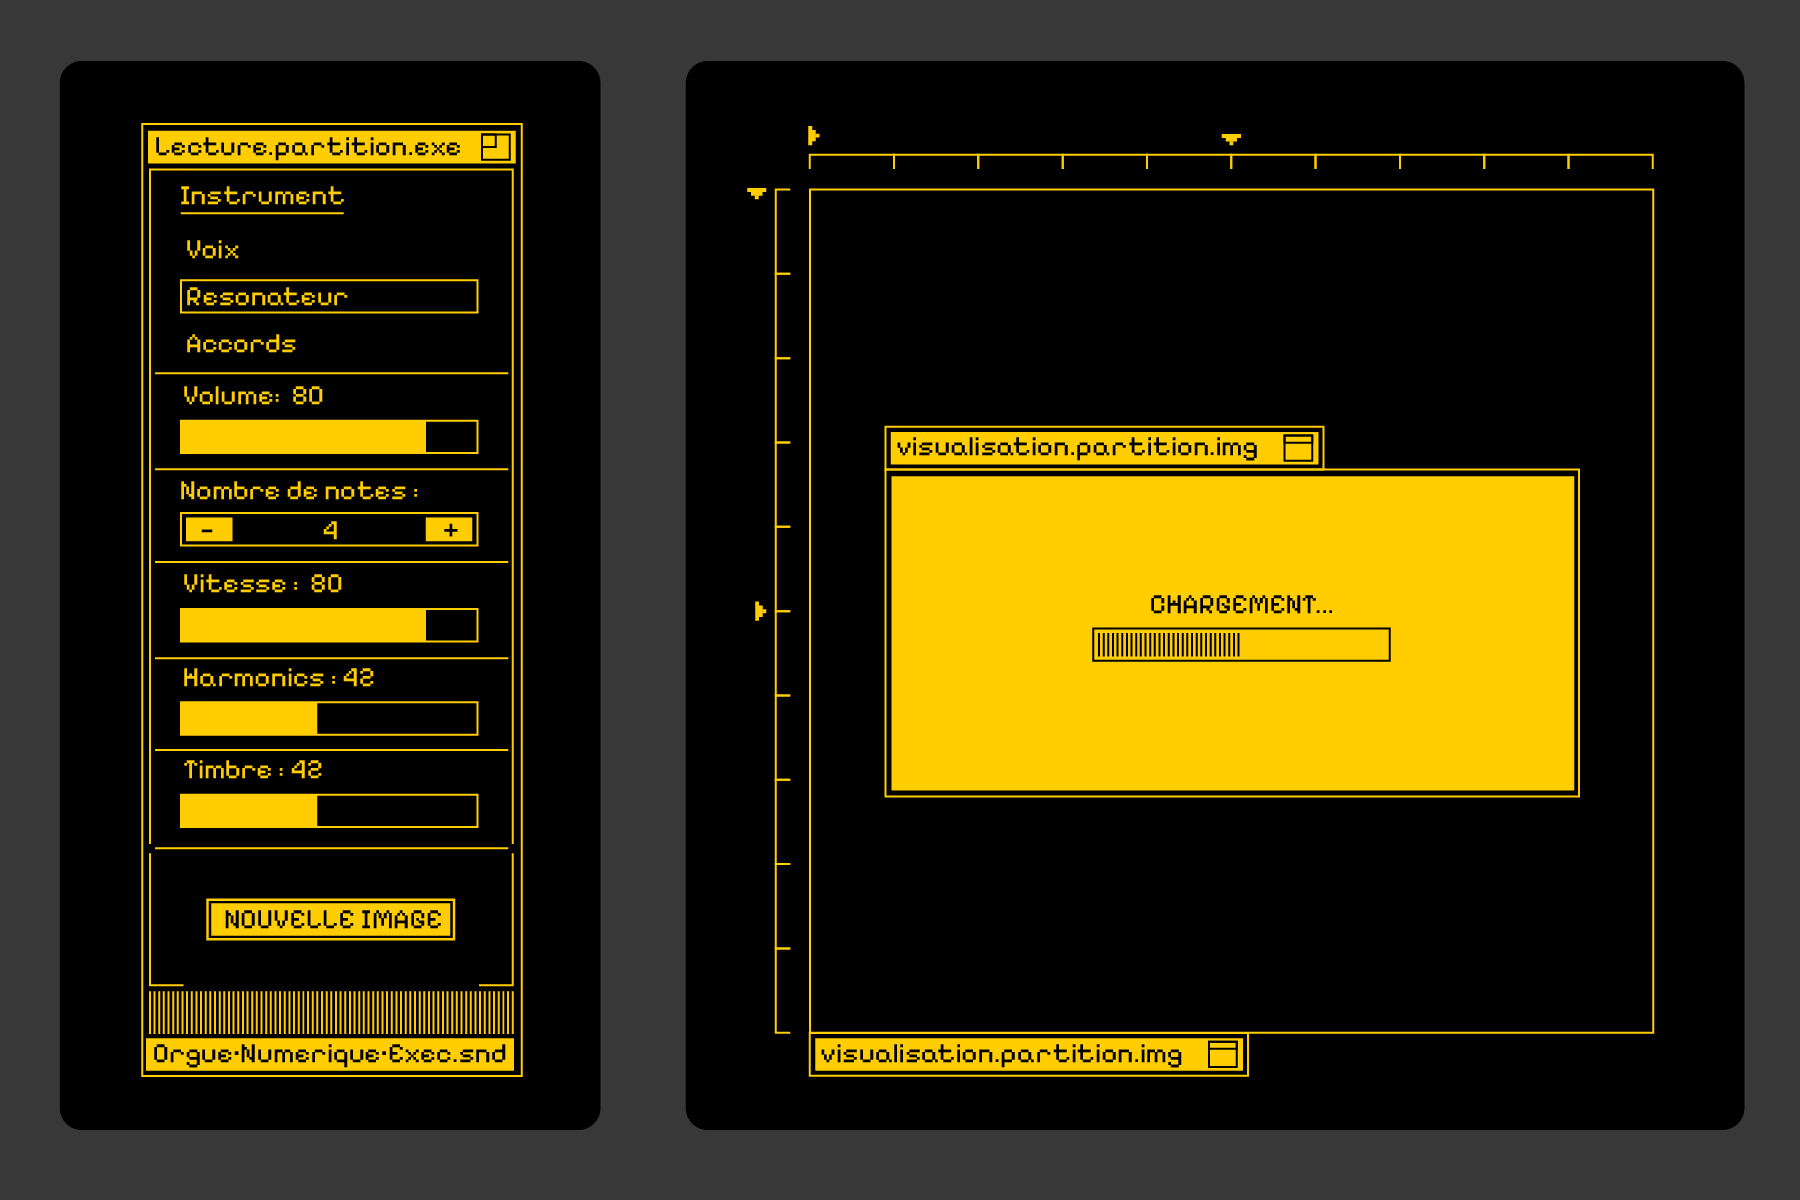 Lecture.partition.exe
Instrument
Voix
Resonateur
Accords
Volume: 80
Nombre de notes :
- 4 +
Vitesse : 80
Harmonics : 42
Timbre : 42
NOUVELLE IMAGE
Orgue·Numerique·Exec.snd
visualisation.partition.img
CHARGEMENT...
visualisation.partition.img